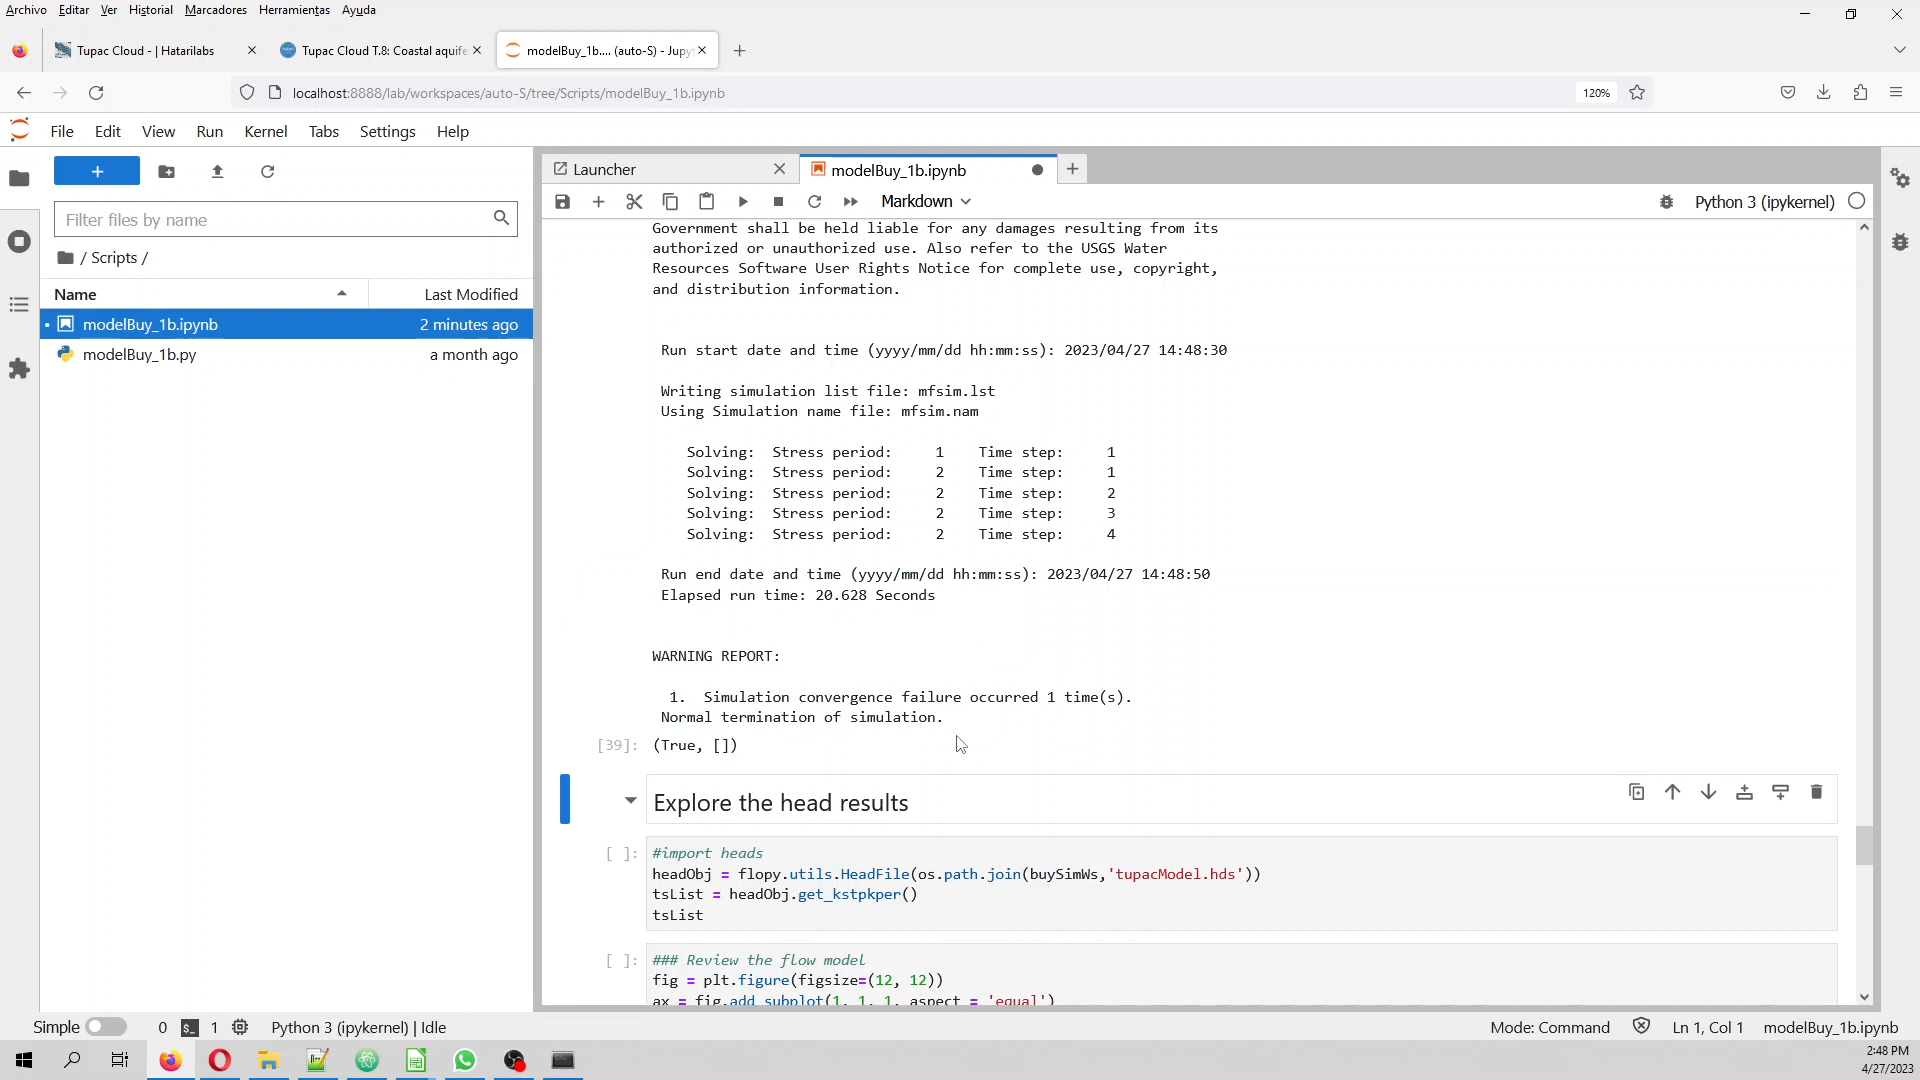 Archivo Editar Ver Historial Marcadores Herramientas Ayuda
Tupac Cloud - | Hatarilabs
Tupac Cloud T.8: Coastal aquife
modelBuy_1b.... (auto-S) - Jupy
localhost:8888/lab/workspaces/auto-S/tree/Scripts/modelBuy_1b.ipynb
120%
File Edit View Run Kernel Tabs Settings Help
Launcher
modelBuy_1b.ipynb
Markdown
Python 3 (ipykernel)
Filter files by name
/ Scripts /
Name Last Modified
modelBuy_1b.ipynb 2 minutes ago
modelBuy_1b.py a month ago
Government shall be held liable for any damages resulting from its
authorized or unauthorized use. Also refer to the USGS Water
Resources Software User Rights Notice for complete use, copyright,
and distribution information.
Run start date and time (yyyy/mm/dd hh:mm:ss): 2023/04/27 14:48:30
Writing simulation list file: mfsim.lst
Using Simulation name file: mfsim.nam
Solving: Stress period: 1 Time step: 1
Solving: Stress period: 2 Time step: 1
Solving: Stress period: 2 Time step: 2
Solving: Stress period: 2 Time step: 3
Solving: Stress period: 2 Time step: 4
Run end date and time (yyyy/mm/dd hh:mm:ss): 2023/04/27 14:48:50
Elapsed run time: 20.628 Seconds
WARNING REPORT:
1. Simulation convergence failure occurred 1 time(s).
Normal termination of simulation.
[39]: (True, [])
Explore the head results
[ ]: #import heads
headObj = flopy.utils.HeadFile(os.path.join(buySimWs,'tupacModel.hds'))
tsList = headObj.get_kstpkper()
tsList
[ ]: ### Review the flow model
fig = plt.figure(figsize=(12, 12))
ax = fig.add_subplot(1, 1, 1, aspect = 'equal')
Simple 0 1 Python 3 (ipykernel) | Idle
Mode: Command Ln 1, Col 1 modelBuy_1b.ipynb
2:48 PM
4/27/2023